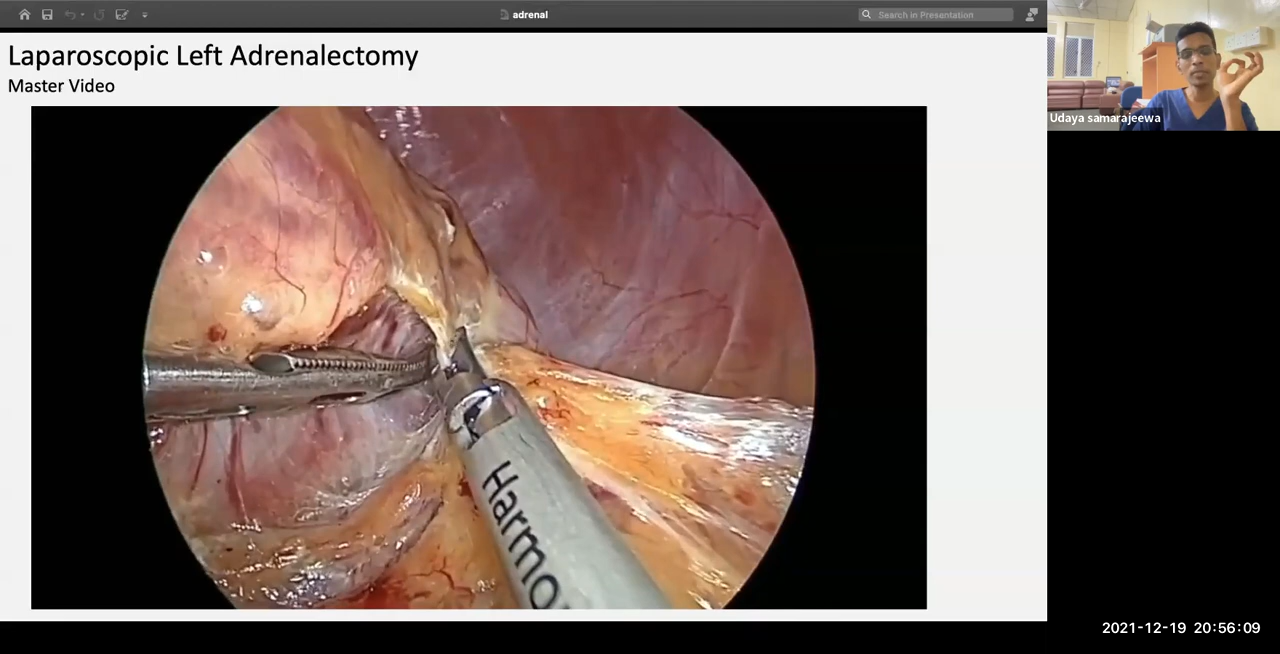 adrenal
Search in Presentation
Laparoscopic Left Adrenalectomy
Master Video
Udaya samarajeewa
Harmo
2021-12-19 20:56:09